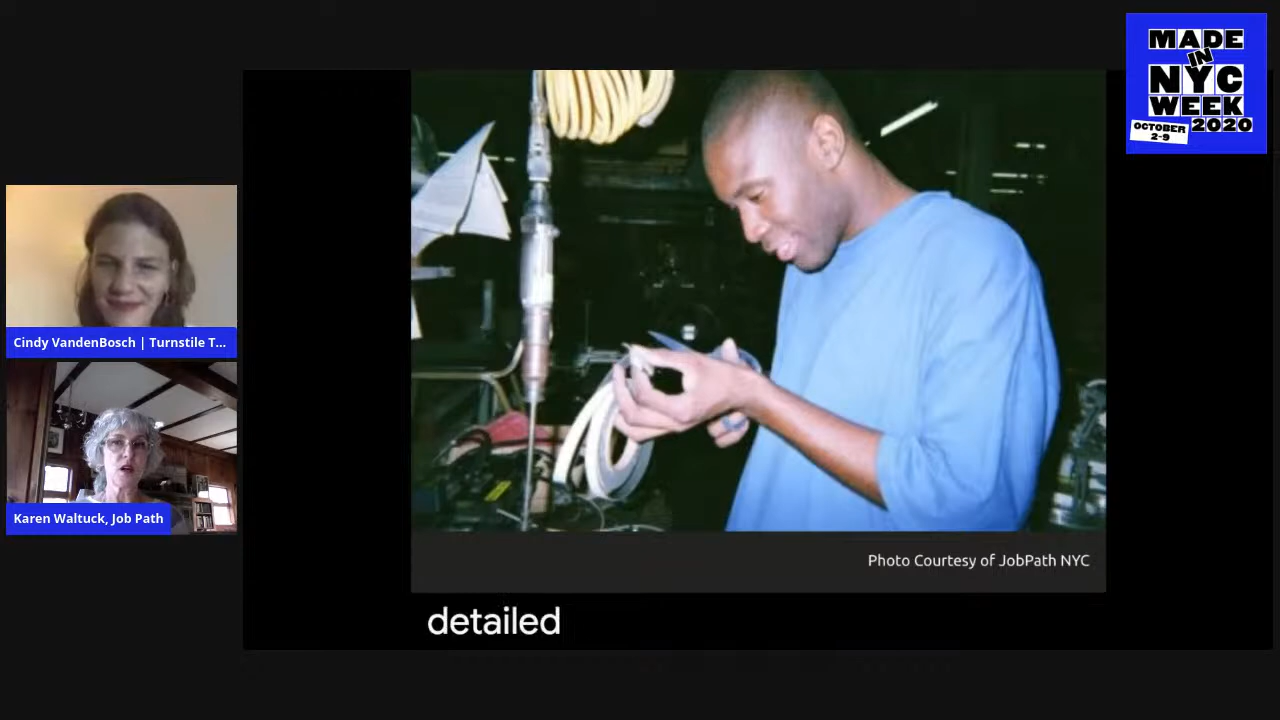 MADE
IN
NYC
WEEK
OCTOBER
2-9
2020
Cindy VandenBosch | Turnstile T...
Karen Waltuck, Job Path
Photo Courtesy of JobPath NYC
detailed